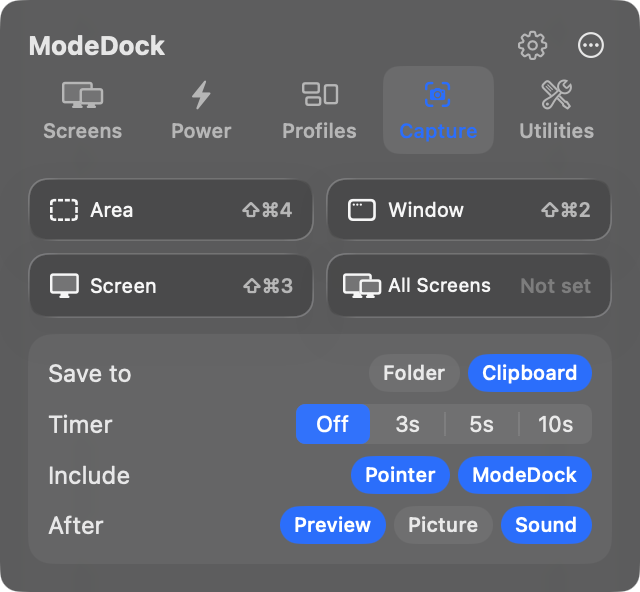 ModeDock
Screens Power Profiles Capture Utilities
Area ⇧⌘4 Window ⇧⌘2
Screen ⇧⌘3 All Screens Not set
Save to Folder Clipboard
Timer Off 3s 5s 10s
Include Pointer ModeDock
After Preview Picture Sound